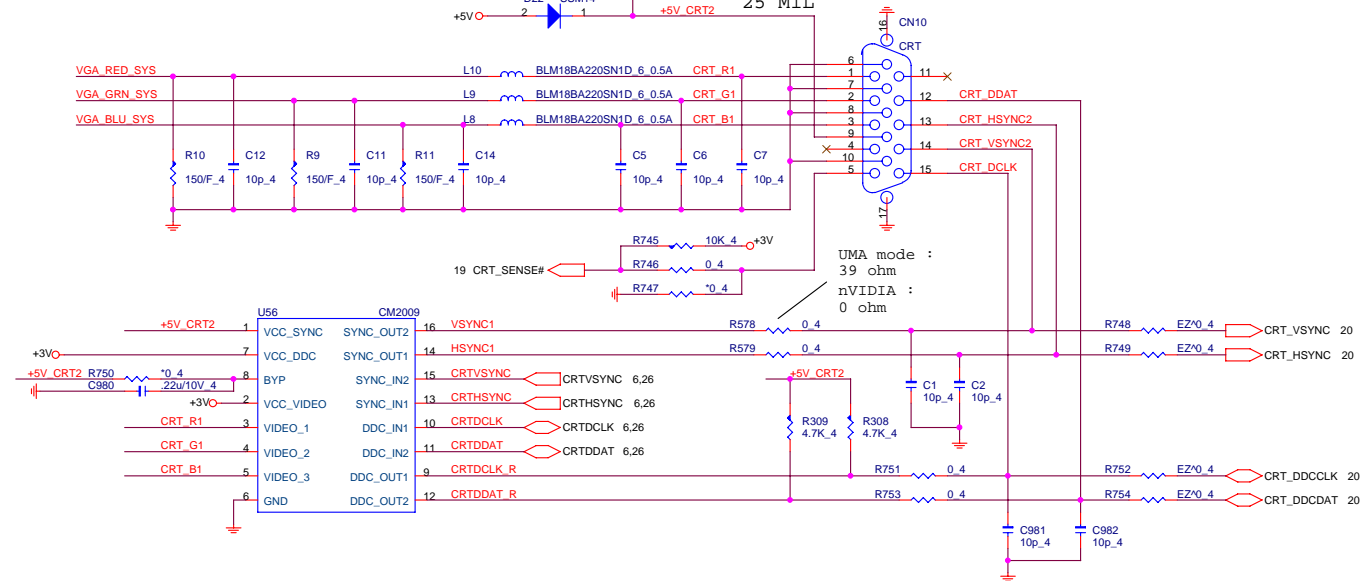 +5V 2 1 +5V_CRT2
25 MIL
16 CN10
CRT
VGA_RED_SYS L10 BLM18BA220SN1D_6_0.5A CRT_R1
VGA_GRN_SYS L9 BLM18BA220SN1D_6_0.5A CRT_G1
VGA_BLU_SYS L8 BLM18BA220SN1D_6_0.5A CRT_B1
6
1 11
7
2 12 CRT_DDAT
8
3 13 CRT_HSYNC2
9
4 14 CRT_VSYNC2
10
5 15 CRT_DCLK
17
R10 C12 R9 C11 R11 C14 C5 C6 C7
150/F_4 10p_4 150/F_4 10p_4 150/F_4 10p_4 10p_4 10p_4 10p_4
R745 10K_4 +3V
19 CRT_SENSE# R746 0_4
R747 *0_4
UMA mode :
39 ohm
nVIDIA :
0 ohm
U56 CM2009
+5V_CRT2 1 VCC_SYNC SYNC_OUT2 16 VSYNC1 R578 0_4 R748 EZ^0_4 CRT_VSYNC 20
+3V 7 VCC_DDC SYNC_OUT1 14 HSYNC1 R579 0_4 R749 EZ^0_4 CRT_HSYNC 20
+5V_CRT2 R750 *0_4 8 BYP SYNC_IN2 15 CRTVSYNC CRTVSYNC 6,26 +5V_CRT2
C980 .22u/10V_4
C1 C2
10p_4 10p_4
+3V 2 VCC_VIDEO SYNC_IN1 13 CRTHSYNC CRTHSYNC 6,26
CRT_R1 3 VIDEO_1 DDC_IN1 10 CRTDCLK CRTDCLK 6,26
R309 R308
4.7K_4 4.7K_4
CRT_G1 4 VIDEO_2 DDC_IN2 11 CRTDDAT CRTDDAT 6,26
CRT_B1 5 VIDEO_3 DDC_OUT1 9 CRTDCLK_R R751 0_4 R752 EZ^0_4 CRT_DDCCLK 20
6 GND DDC_OUT2 12 CRTDDAT_R R753 0_4 R754 EZ^0_4 CRT_DDCDAT 20
C981 C982
10p_4 10p_4